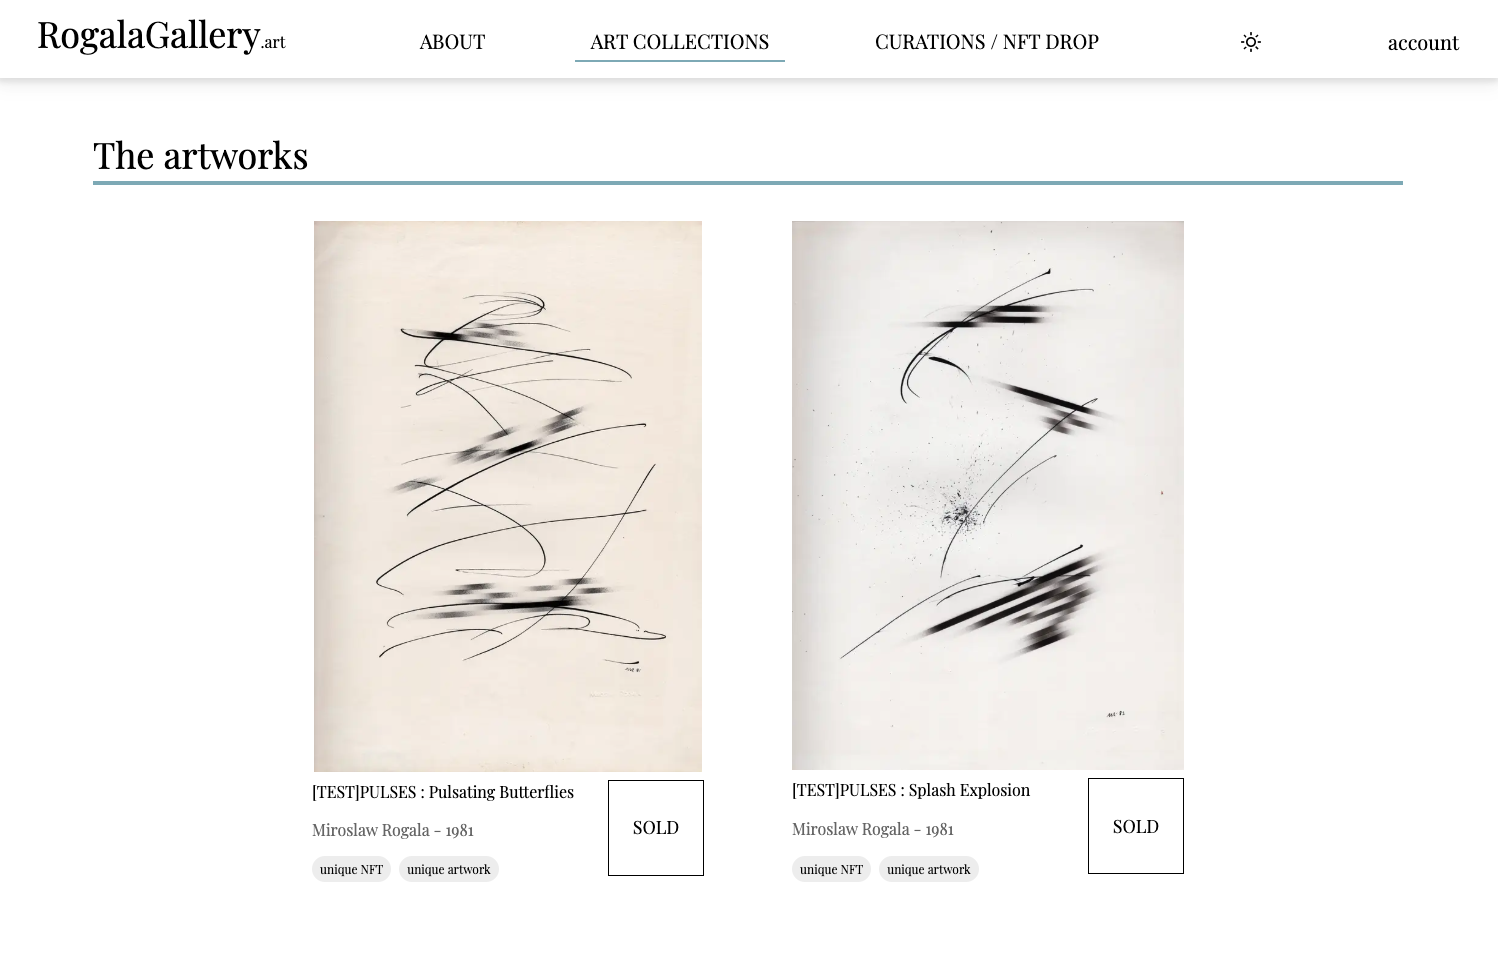 RogalaGallery.art
ABOUT
ART COLLECTIONS
CURATIONS / NFT DROP
account
The artworks
[TEST]PULSES : Pulsating Butterflies
Miroslaw Rogala - 1981
unique NFT
unique artwork
SOLD
[TEST]PULSES : Splash Explosion
Miroslaw Rogala - 1981
unique NFT
unique artwork
SOLD